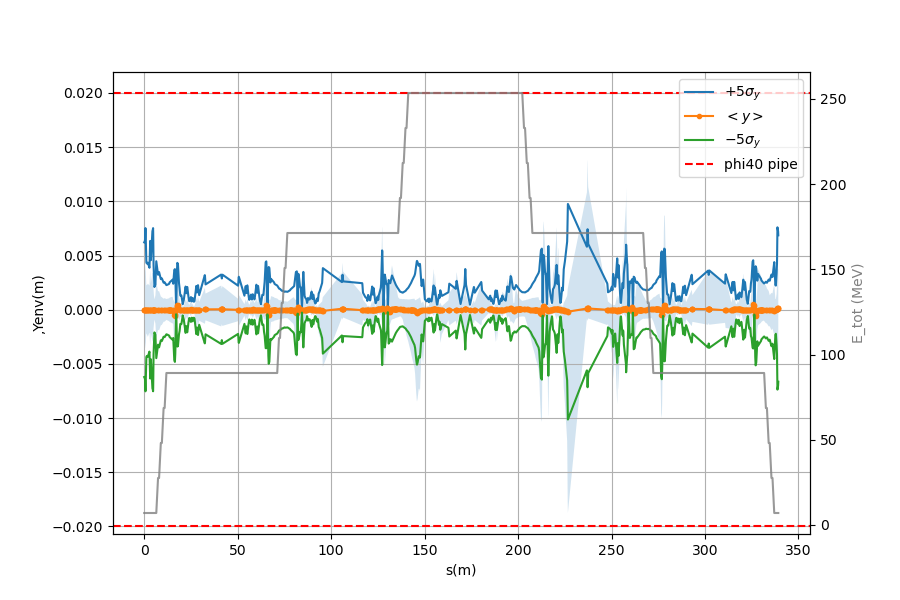 +5σy
<y>
−5σy
phi40 pipe
0.020
0.015
0.010
0.005
0.000
−0.005
−0.010
−0.015
−0.020
,Yenv(m)
0 50 100 150 200 250 300 350
s(m)
250
200
150
100
50
0
E_tot (MeV)